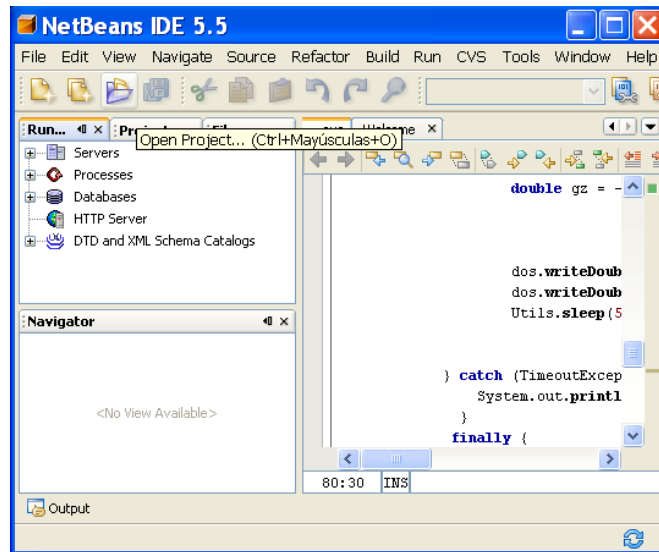 NetBeans IDE 5.5
File Edit View Navigate Source Refactor Build Run CVS Tools Window Help
Run...
Open Project... (Ctrl+Mayúsculas+O)
Servers
Processes
Databases
HTTP Server
DTD and XML Schema Catalogs
Navigator
<No View Available>
double gz = -
dos.writeDoub
dos.writeDoub
Utils.sleep(5
} catch (TimeoutExcep
System.out.printl
}
finally {
80:30 INS
Output